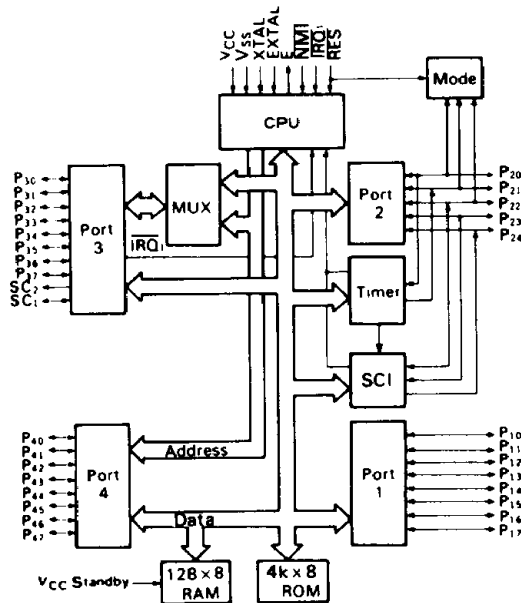 VCC
VSS
XTAL
EXTAL
E
NMI
IRQ1
RES
Mode
CPU
P30
P31
P32
P33
P34
P35
P36
P37
SC2
SC1
Port
3
MUX
IRQ1
Port
2
P20
P21
P22
P23
P24
Timer
SCI
P40
P41
P42
P43
P44
P45
P46
P47
Port
4
Address
Data
Port
1
P10
P11
P12
P13
P14
P15
P16
P17
VCC Standby
128 × 8
RAM
4k × 8
ROM